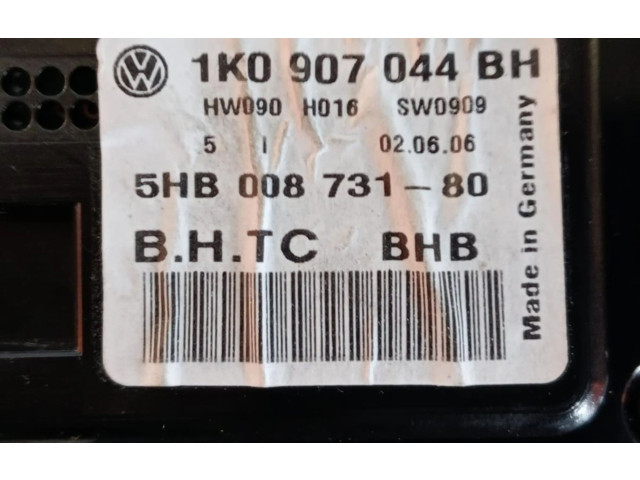 1K0 907 044 BH
HW090 H016 SW0909
5 I 02.06.06
5HB 008 731-80
B.H.TC BHB
Made in Germany